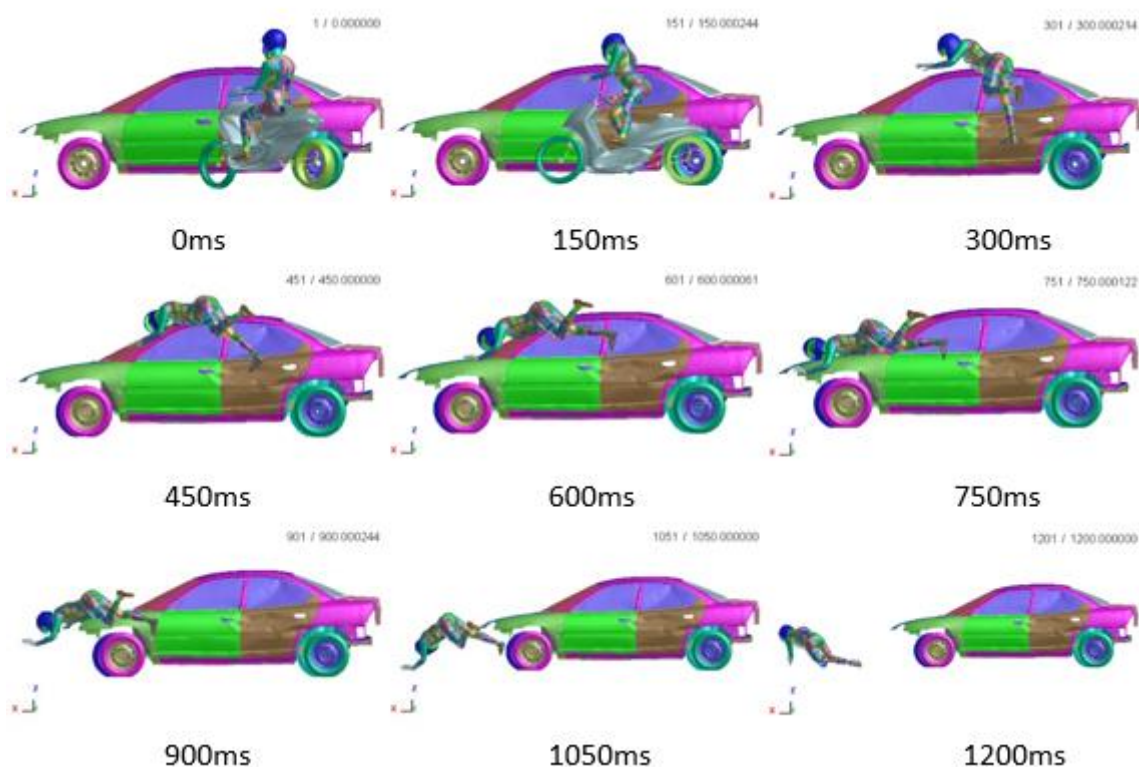 1 / 0.000000
151 / 150.000244
301 / 300.000214
0ms
150ms
300ms
451 / 450.000000
601 / 600.000061
751 / 750.000122
450ms
600ms
750ms
901 / 900.000244
1051 / 1050.000000
1201 / 1200.000000
900ms
1050ms
1200ms